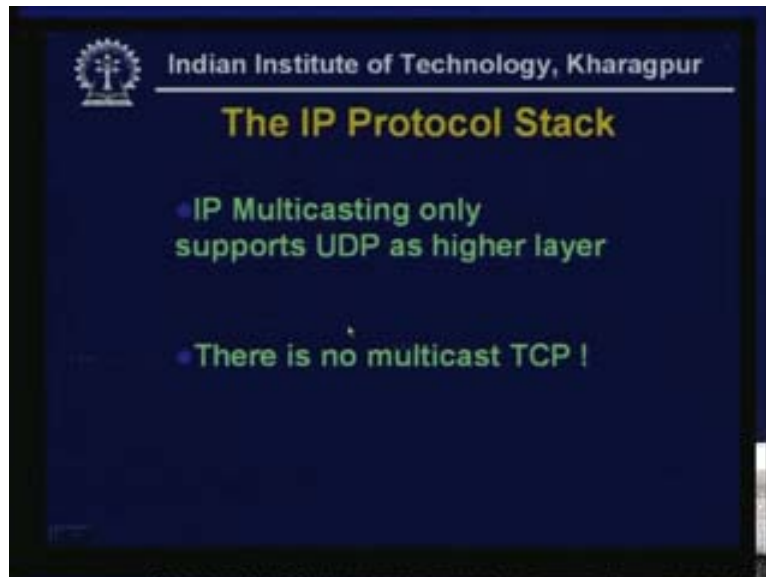 Indian Institute of Technology, Kharagpur
The IP Protocol Stack
•IP Multicasting only
supports UDP as higher layer
•There is no multicast TCP !